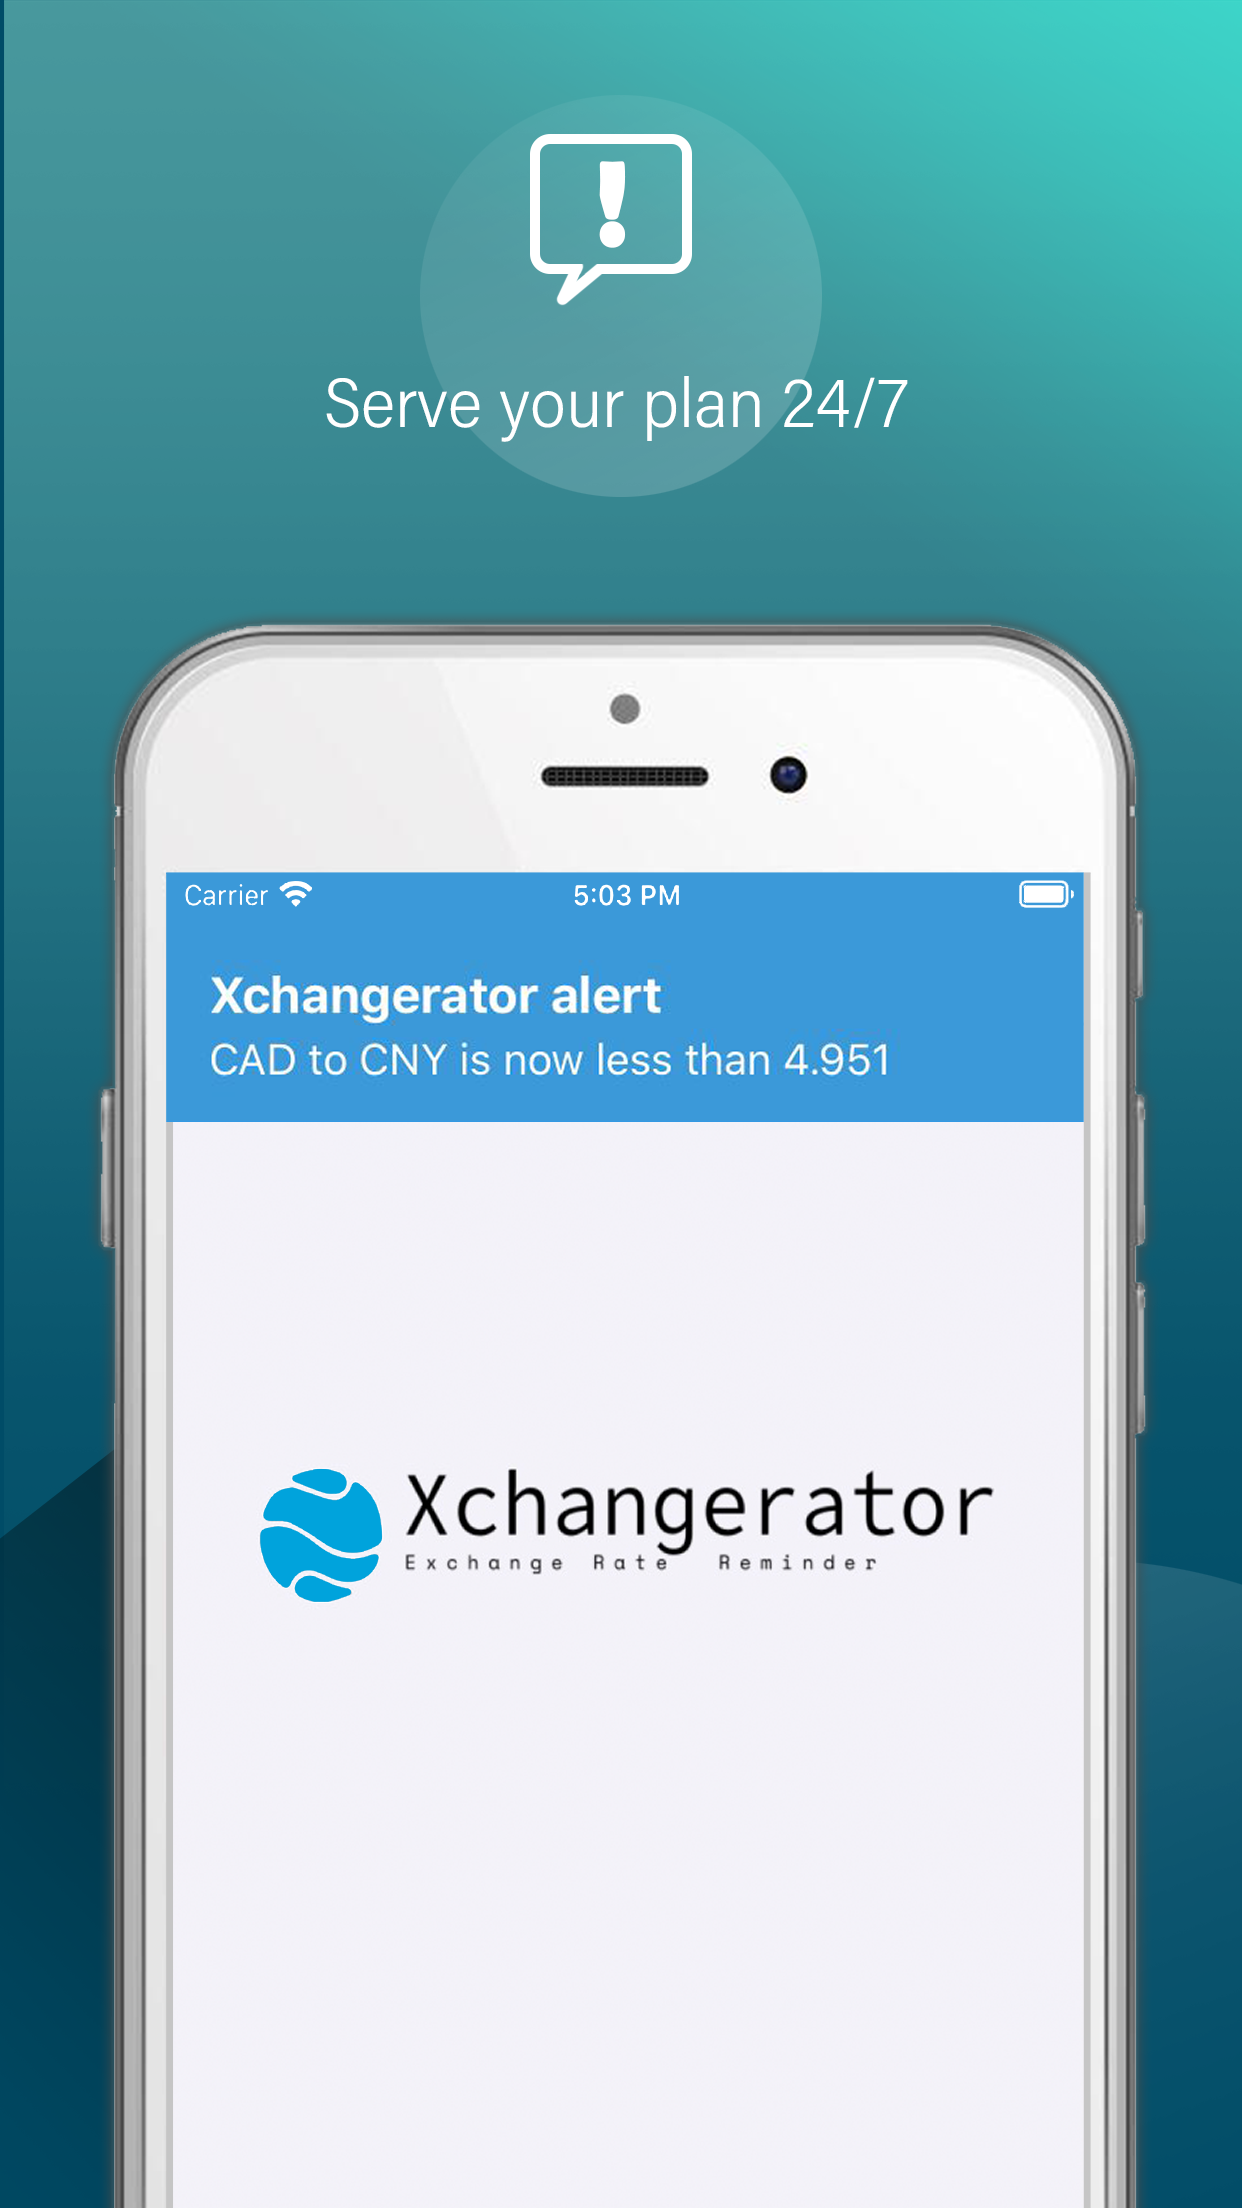 !
Serve your plan 24/7
Carrier
5:03 PM
Xchangerator alert
CAD to CNY is now less than 4.951
Xchangerator
Exchange Rate Reminder